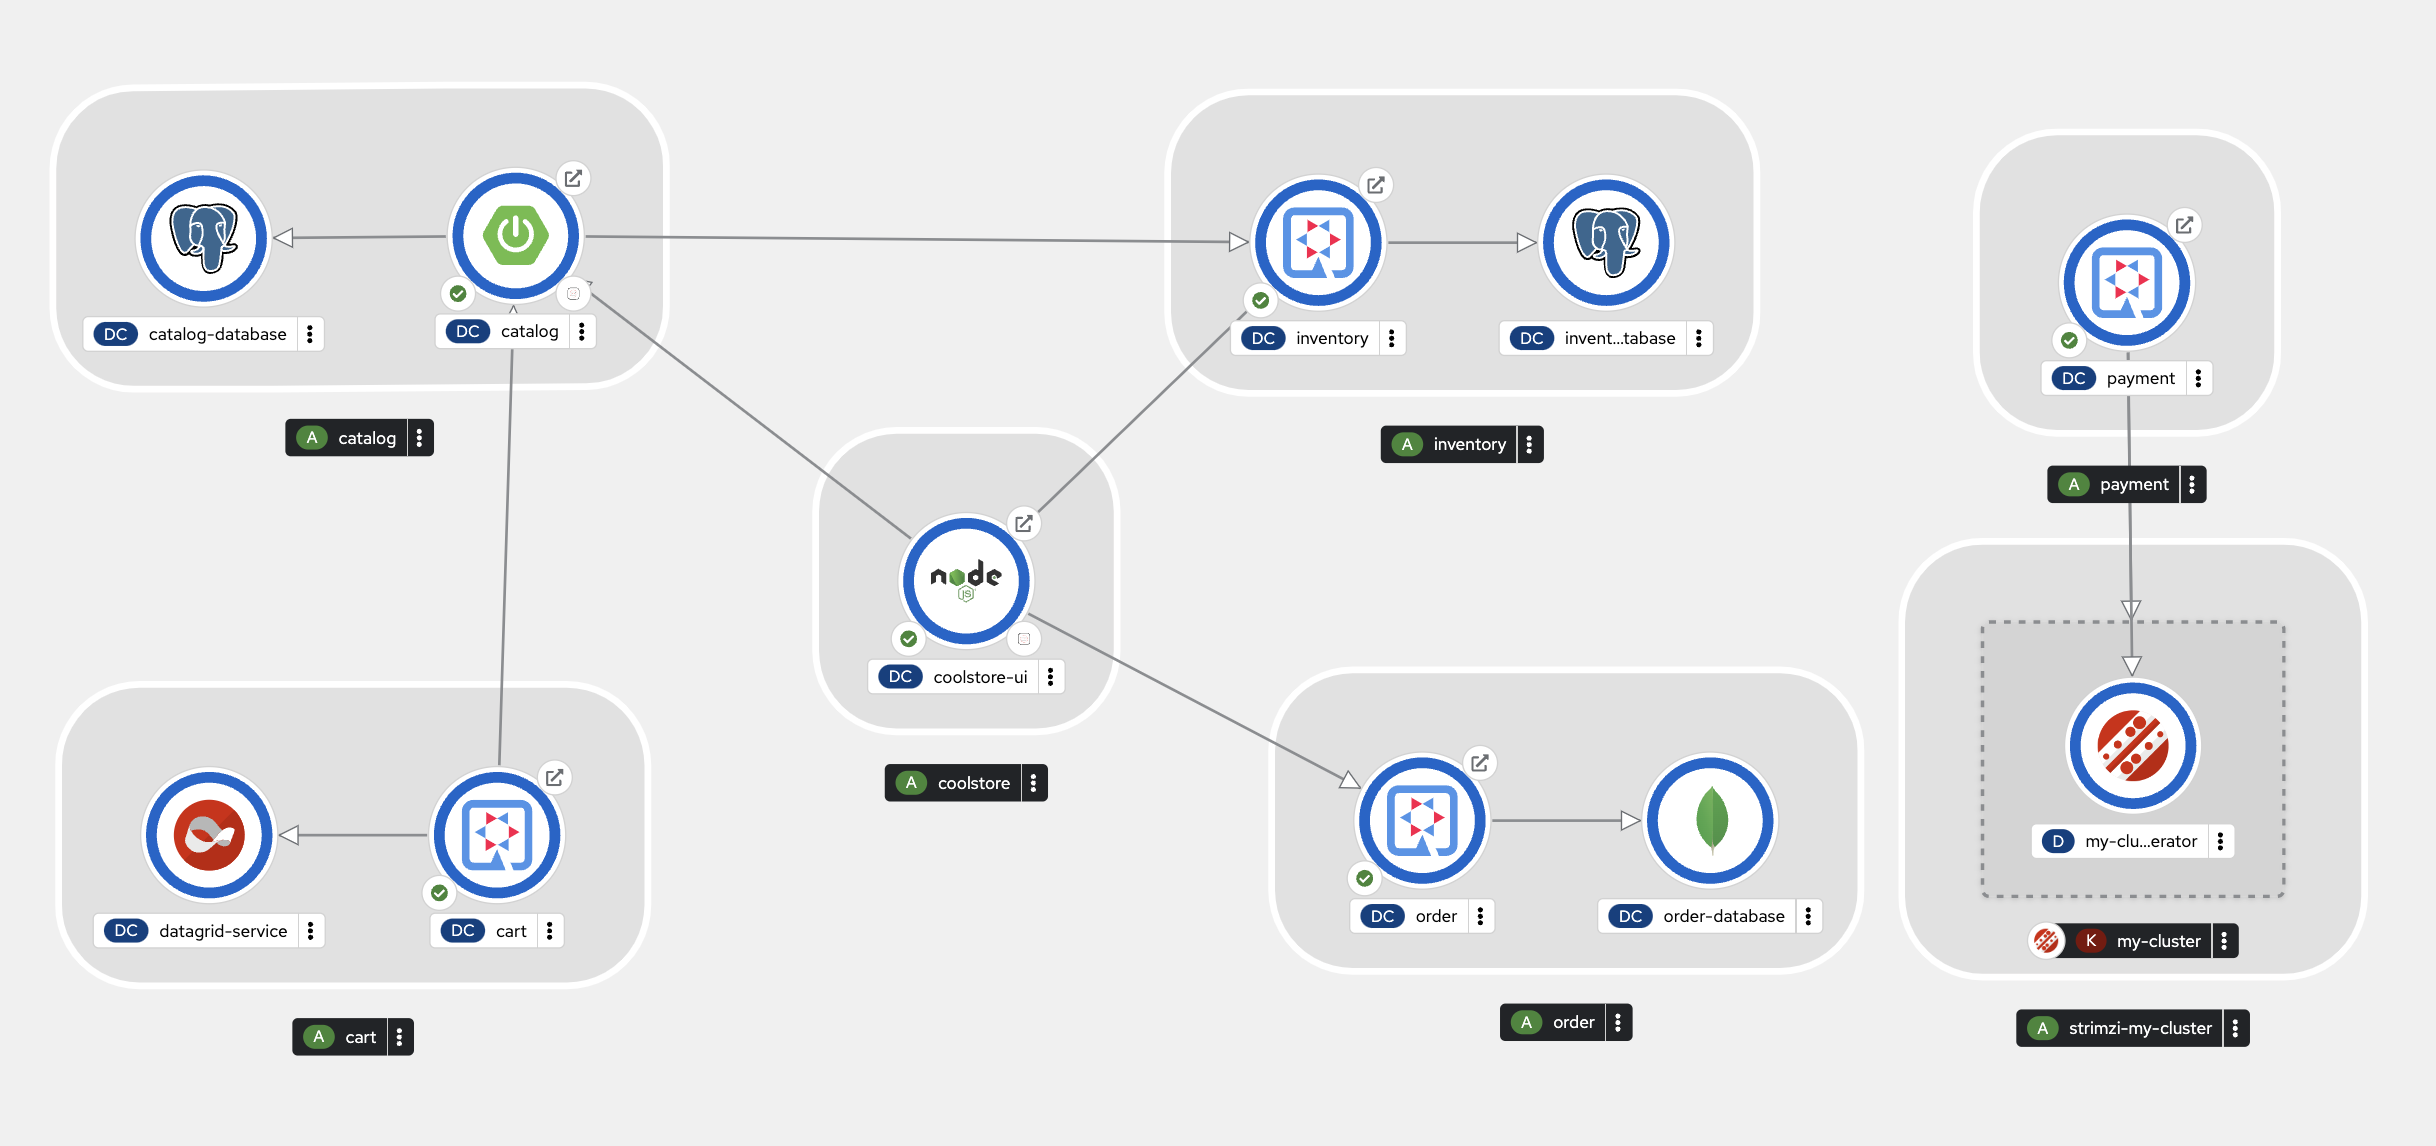 DC catalog-database
DC catalog
A catalog
DC inventory
DC invent...tabase
A inventory
DC payment
A payment
node
JS
DC coolstore-ui
A coolstore
DC datagrid-service
DC cart
A cart
DC order
DC order-database
A order
D my-clu...erator
K my-cluster
A strimzi-my-cluster